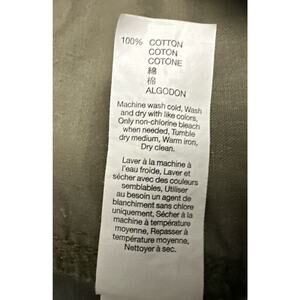 100% COTTON
COTON
COTONE
綿
棉
ALGODON
Machine wash cold, Wash
and dry with like colors,
Only non-chlorine bleach
when needed, Tumble
dry medium, Warm iron,
Dry clean.
Laver à la machine à
l'eau froide, Laver et
sécher avec des couleurs
semblables, Utiliser
au besoin un agent de
blanchiment sans chlore
uniquement, Sécher à la
machine à température
moyenne, Repasser à
température moyenne,
Nettoyer à sec.